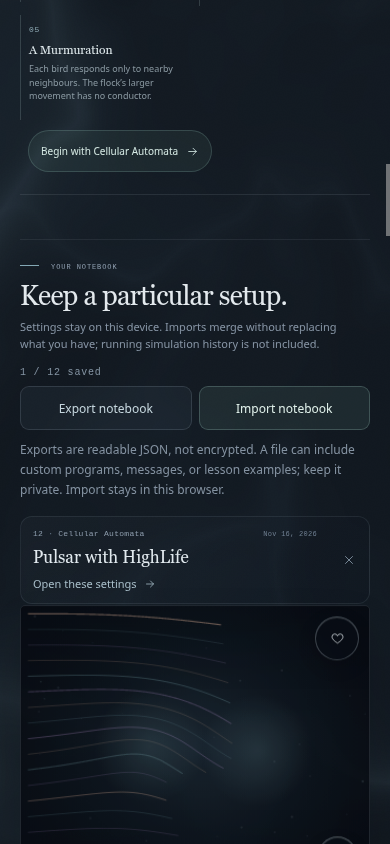 05
A Murmuration
Each bird responds only to nearby
neighbours. The flock's larger
movement has no conductor.
Begin with Cellular Automata →
YOUR NOTEBOOK
Keep a particular setup.
Settings stay on this device. Imports merge without replacing
what you have; running simulation history is not included.
1 / 12 saved
Export notebook
Import notebook
Exports are readable JSON, not encrypted. A file can include
custom programs, messages, or lesson examples; keep it
private. Import stays in this browser.
12 · Cellular Automata
Nov 16, 2026
Pulsar with HighLife
Open these settings →